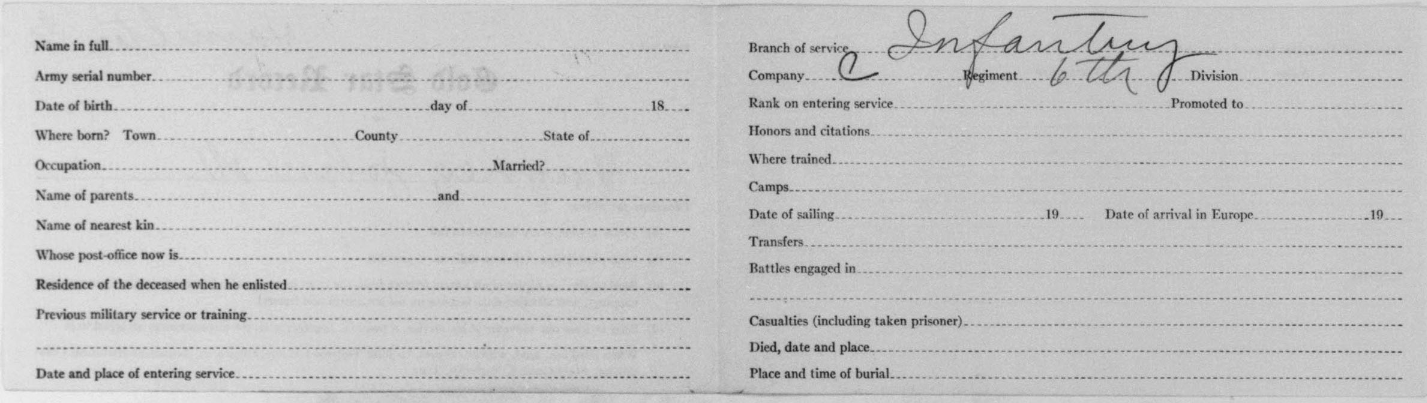 Name in full
Army serial number
Date of birth day of 18
Where born? Town County State of
Occupation Married?
Name of parents and
Name of nearest kin
Whose post-office now is
Residence of the deceased when he enlisted
Previous military service or training
Date and place of entering service
Branch of service Infantry
Company C Regiment 6th Division
Rank on entering service Promoted to
Honors and citations
Where trained
Camps
Date of sailing 19 Date of arrival in Europe 19
Transfers
Battles engaged in
Casualties (including taken prisoner)
Died, date and place
Place and time of burial
Gold Star Record